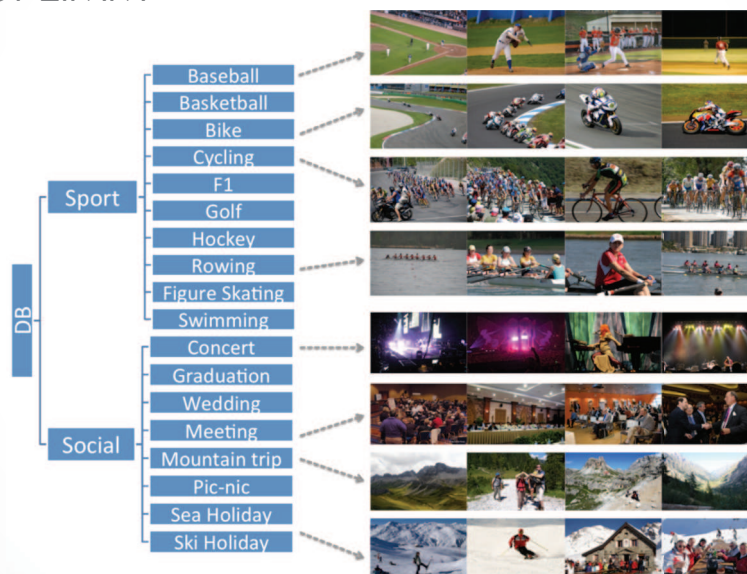 DB
Sport
Baseball
Basketball
Bike
Cycling
F1
Golf
Hockey
Rowing
Figure Skating
Swimming
Social
Concert
Graduation
Wedding
Meeting
Mountain trip
Pic-nic
Sea Holiday
Ski Holiday